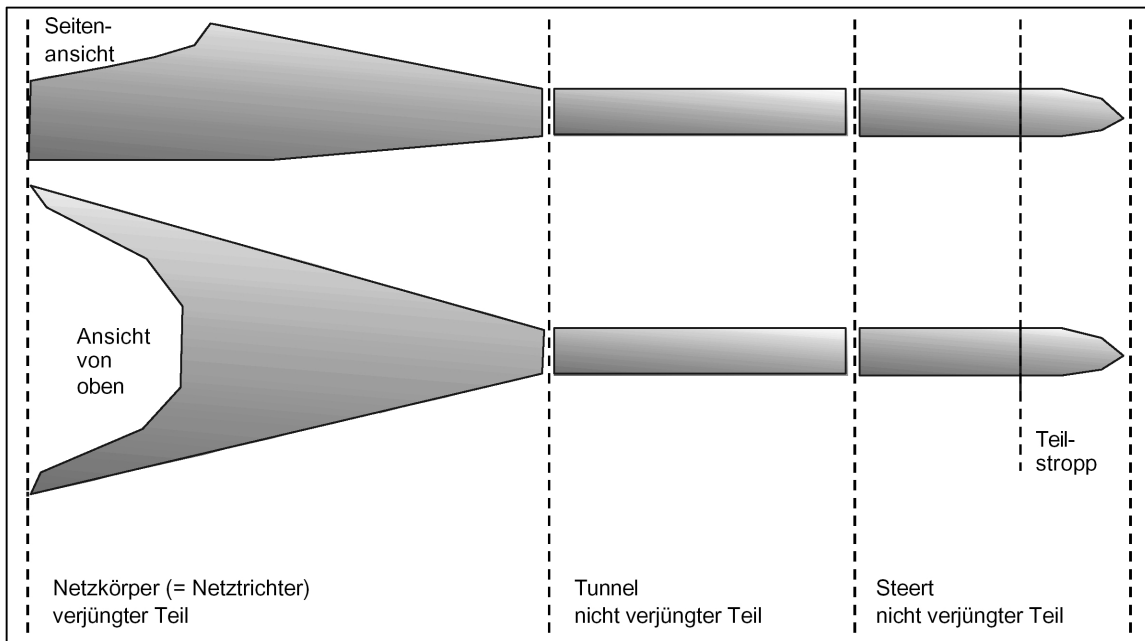 Seiten-
ansicht
Ansicht
von
oben
Teil-
stropp
Netzkörper (= Netztrichter)
verjüngter Teil
Tunnel
nicht verjüngter Teil
Steert
nicht verjüngter Teil